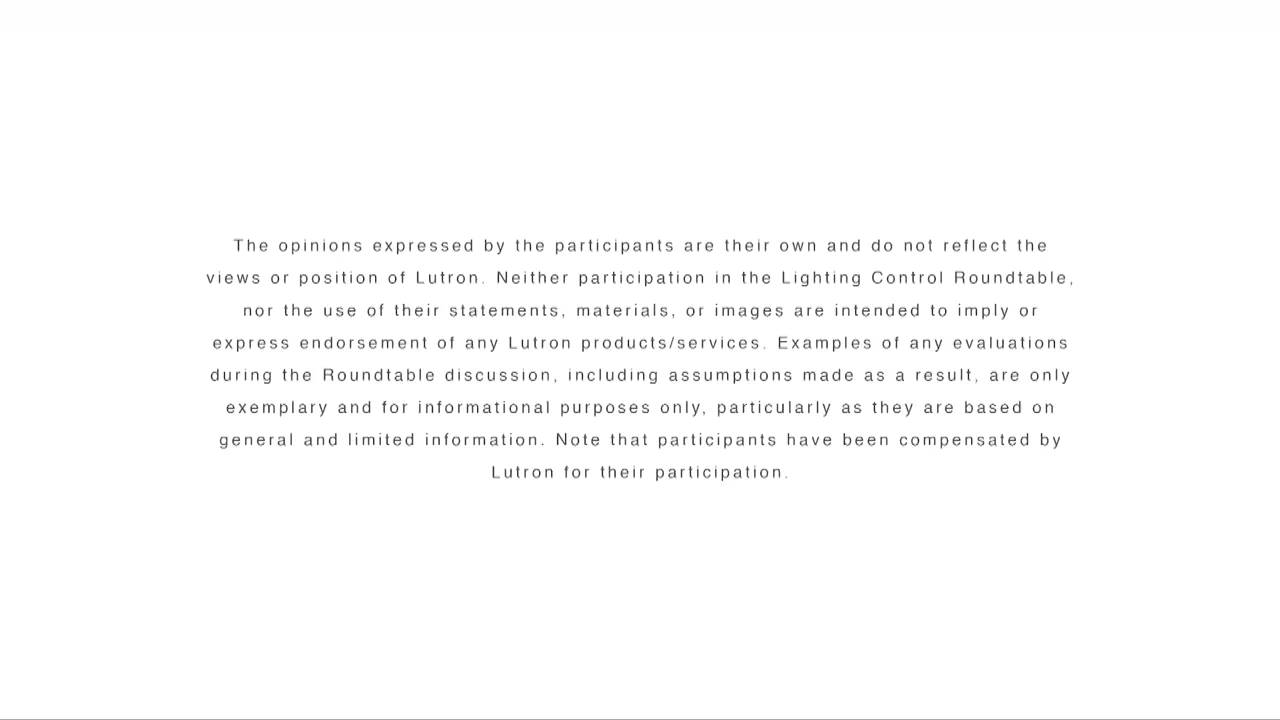 The opinions expressed by the participants are their own and do not reflect the
views or position of Lutron. Neither participation in the Lighting Control Roundtable,
nor the use of their statements, materials, or images are intended to imply or
express endorsement of any Lutron products/services. Examples of any evaluations
during the Roundtable discussion, including assumptions made as a result, are only
exemplary and for informational purposes only, particularly as they are based on
general and limited information. Note that participants have been compensated by
Lutron for their participation.